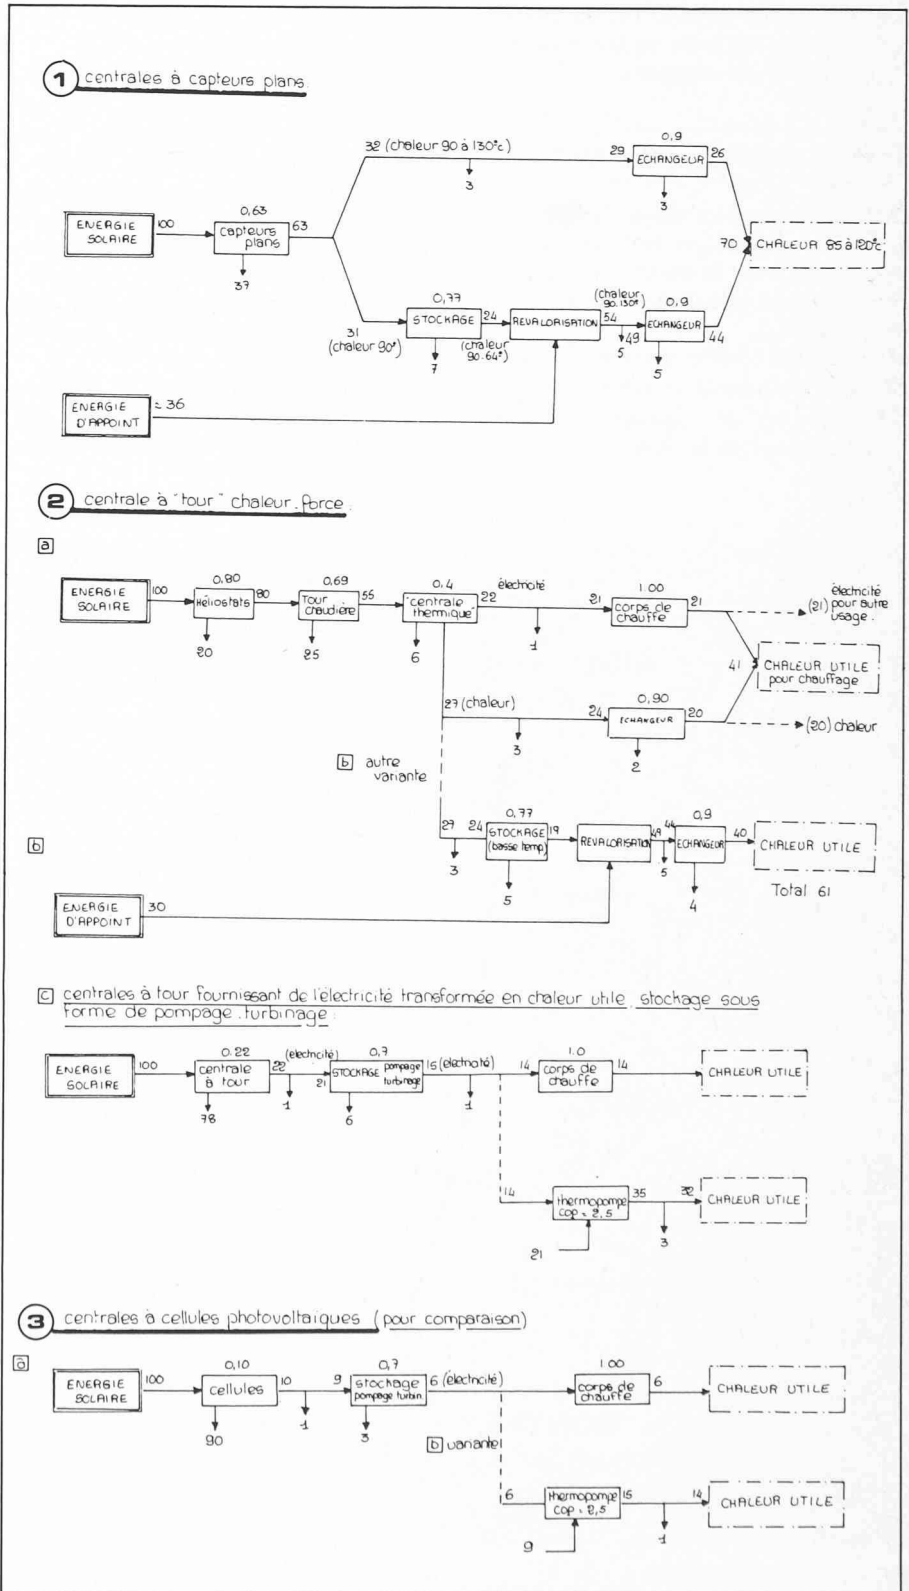 1 centrales à capteurs plans
32 (chaleur 90 à 130°c)
29
0,9
ECHANGEUR
26
3
3
ENERGIE
SOLAIRE
100
0,63
capteurs
plans
63
37
70
CHALEUR 85 à 120°c
31
(chaleur 90°)
0,77
STOCKAGE
24
(chaleur
90.64°)
7
REVALORISATION
(chaleur
90.130°)
54
49
5
0,9
ECHANGEUR
44
5
ENERGIE
D'APPOINT
= 36
2 centrale à "tour" chaleur.force
a
ENERGIE
SOLAIRE
100
0,80
Héliostats
80
20
0,69
Tour
chaudière
55
25
0,4
"centrale
thermique"
électricité
22
6
1
21
1.00
corps de
chauffe
21
(21) électricité
pour autre
usage.
41
CHALEUR UTILE
pour chauffage
27 (chaleur)
3
24
0,90
ECHANGEUR
20
2
(20) chaleur
b autre
variante
b
27
3
24
0,77
STOCKAGE
(basse temp)
19
5
REVALORISATION
49
44
5
0,9
ECHANGEUR
40
4
CHALEUR UTILE
Total 61
ENERGIE
D'APPOINT
30
c centrales à tour fournissant de l'électricité transformée en chaleur utile. stockage sous
forme de pompage.turbinage.
ENERGIE
SOLAIRE
100
0.22
centrale
à tour
78
22
(électricité)
1
21
0,7
STOCKAGE pompage
turbinage
6
15 (électricité)
1
14
1.0
corps de
chauffe
14
CHALEUR UTILE
14
thermopompe
COP = 2,5
21
35
3
32
CHALEUR UTILE
3 centrales à cellules photovoltaïques (pour comparaison)
a
ENERGIE
SOLAIRE
100
0,10
cellules
90
10
1
9
0,7
stockage
pompage turbin.
3
6 (électricité)
1.00
corps de
chauffe
6
CHALEUR UTILE
b variante
6
thermopompe
COP = 2,5
9
15
1
14
CHALEUR UTILE